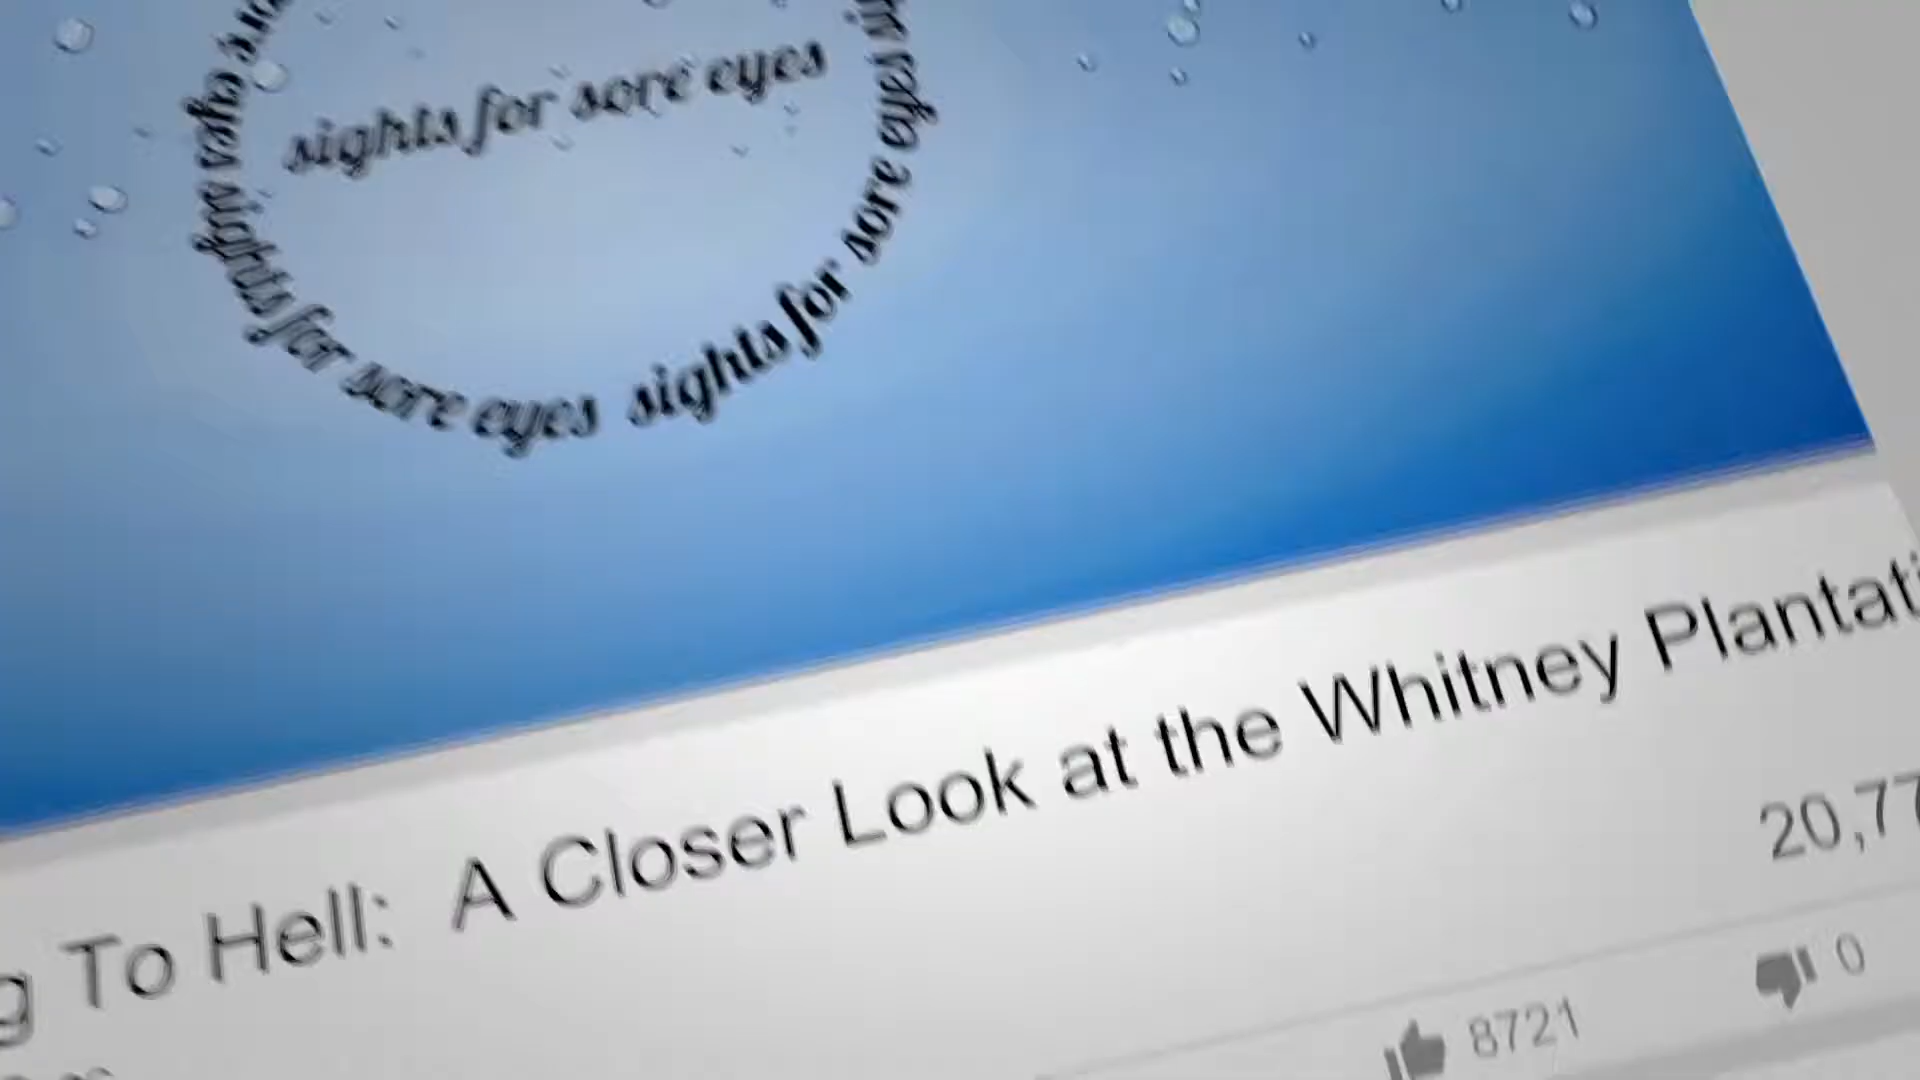 sights for sore eyes
sights for sore eyes sights for sore eyes
g To Hell: A Closer Look at the Whitney Plantati
20,77
8721
0